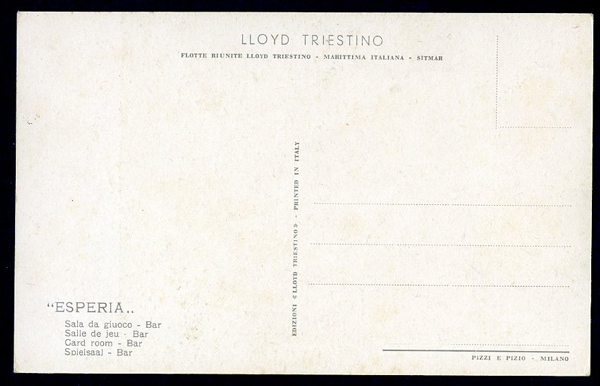 LLOYD TRIESTINO
FLOTTE RIUNITE LLOYD TRIESTINO - MARITTIMA ITALIANA - SITMAR
EDIZIONI «LLOYD TRIESTINO» - PRINTED IN ITALY
"ESPERIA„
Sala da giuoco - Bar
Salle de jeu - Bar
Card room - Bar
Spielsaal - Bar
PIZZI E PIZIO - MILANO